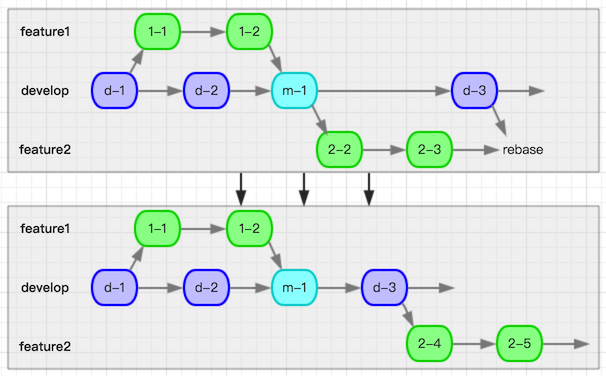 feature1 1-1 1-2
develop d-1 d-2 m-1 d-3
feature2 2-2 2-3 rebase
feature1 1-1 1-2
develop d-1 d-2 m-1 d-3
feature2 2-4 2-5